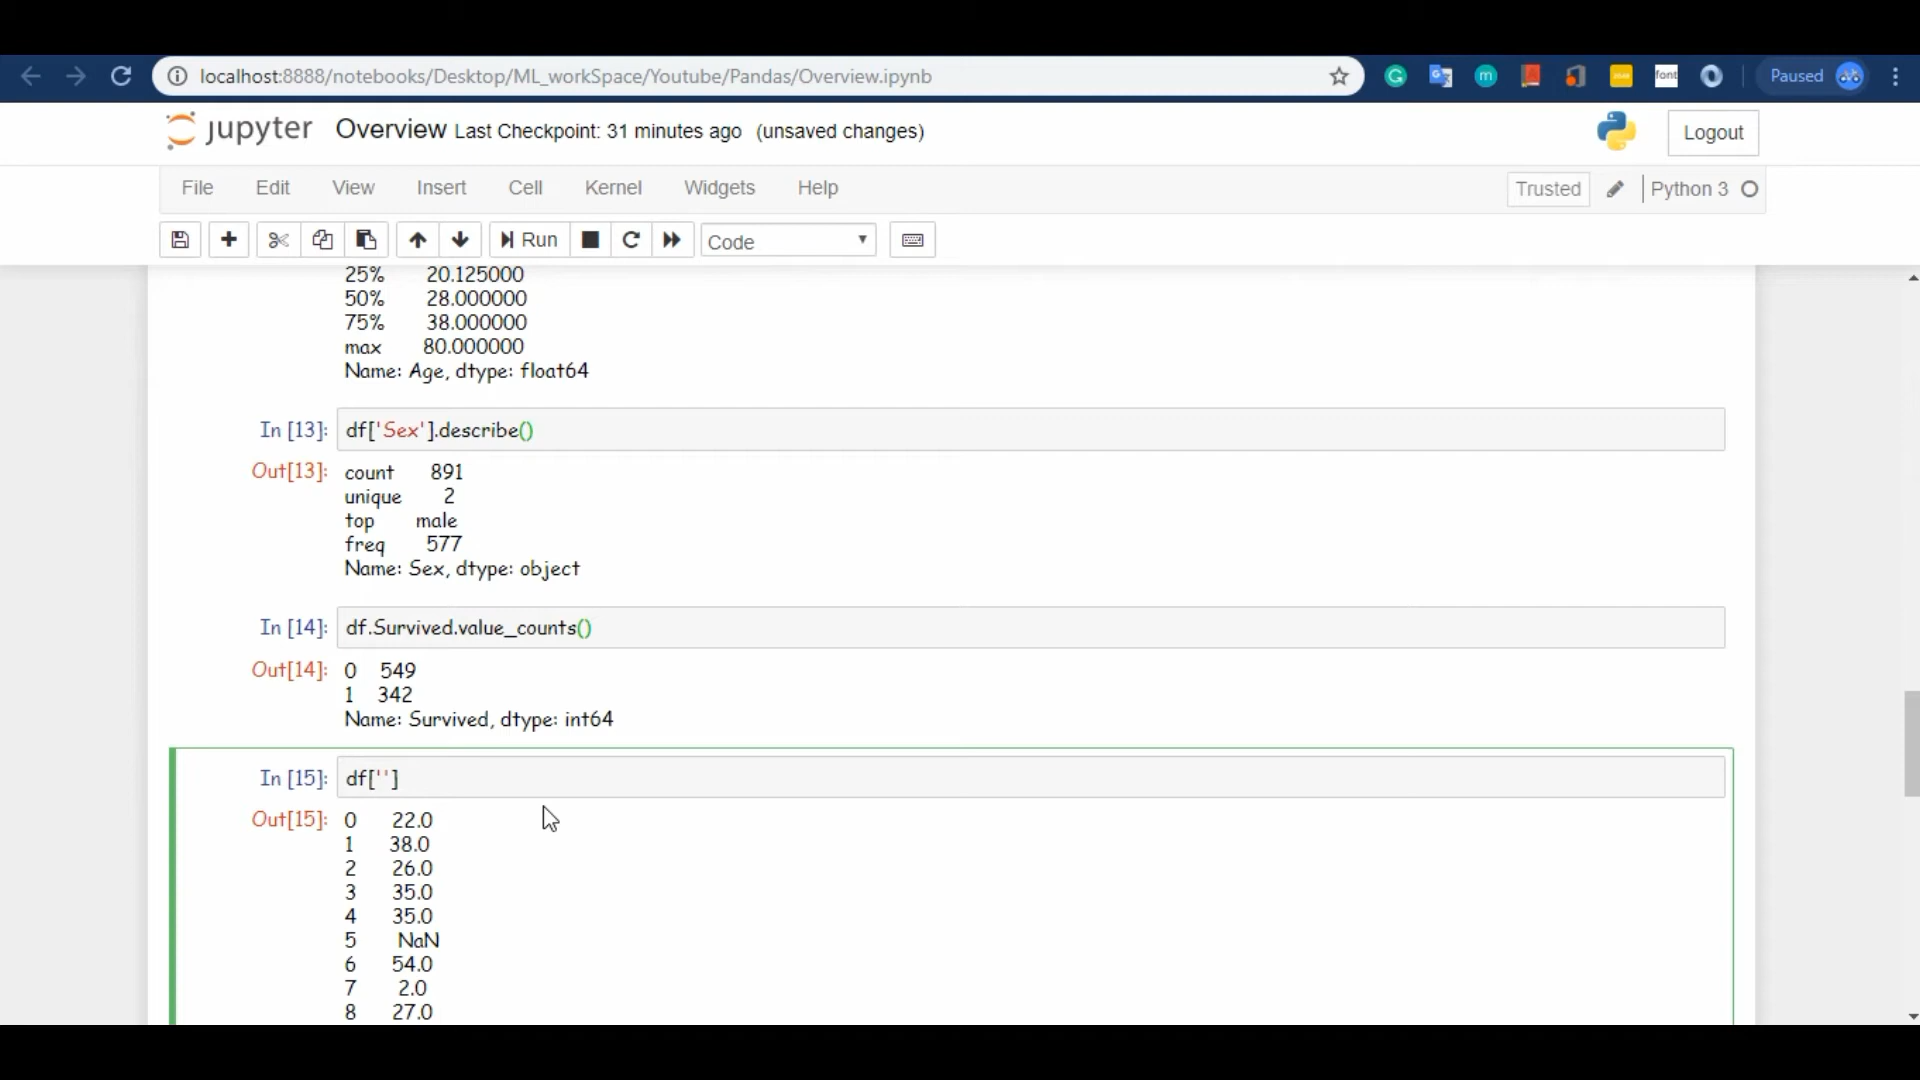 localhost:8888/notebooks/Desktop/ML_workSpace/Youtube/Pandas/Overview.ipynb
font
Paused
jupyter Overview Last Checkpoint: 31 minutes ago (unsaved changes)
Logout
File Edit View Insert Cell Kernel Widgets Help
Trusted
Python 3
Run
Code
25% 20.125000
50% 28.000000
75% 38.000000
max 80.000000
Name: Age, dtype: float64
In [13]: df['Sex'].describe()
Out[13]: count 891
unique 2
top male
freq 577
Name: Sex, dtype: object
In [14]: df.Survived.value_counts()
Out[14]: 0 549
1 342
Name: Survived, dtype: int64
In [15]: df['']
Out[15]: 0 22.0
1 38.0
2 26.0
3 35.0
4 35.0
5 NaN
6 54.0
7 2.0
8 27.0